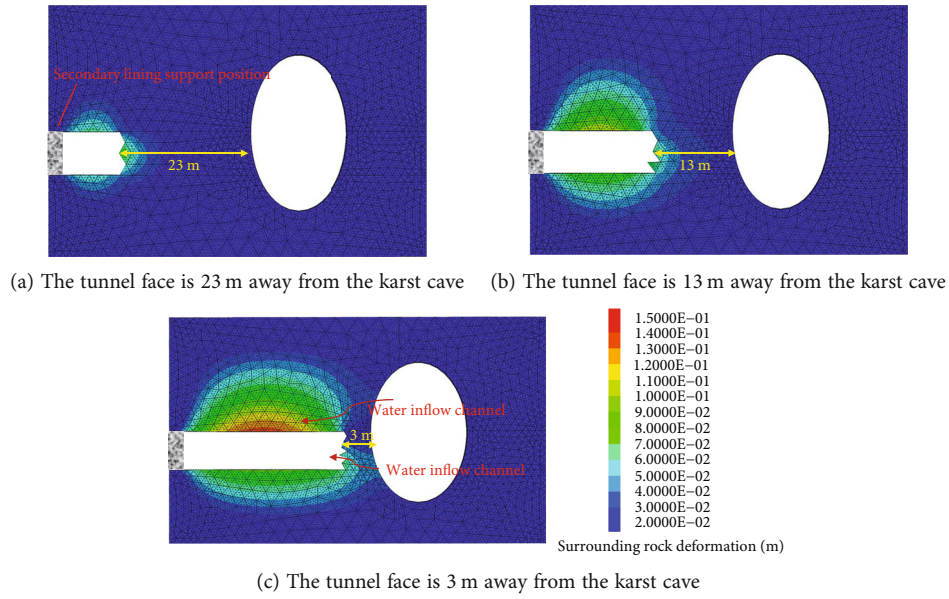 Secondary lining support position
23 m
13 m
(a) The tunnel face is 23 m away from the karst cave
(b) The tunnel face is 13 m away from the karst cave
Water inflow channel
3 m
Water inflow channel
1.5000E−01
1.4000E−01
1.3000E−01
1.2000E−01
1.1000E−01
9.0000E−02
8.0000E−02
7.0000E−02
6.0000E−02
5.0000E−02
4.0000E−02
3.0000E−02
2.0000E−02
Surrounding rock deformation (m)
(c) The tunnel face is 3 m away from the karst cave